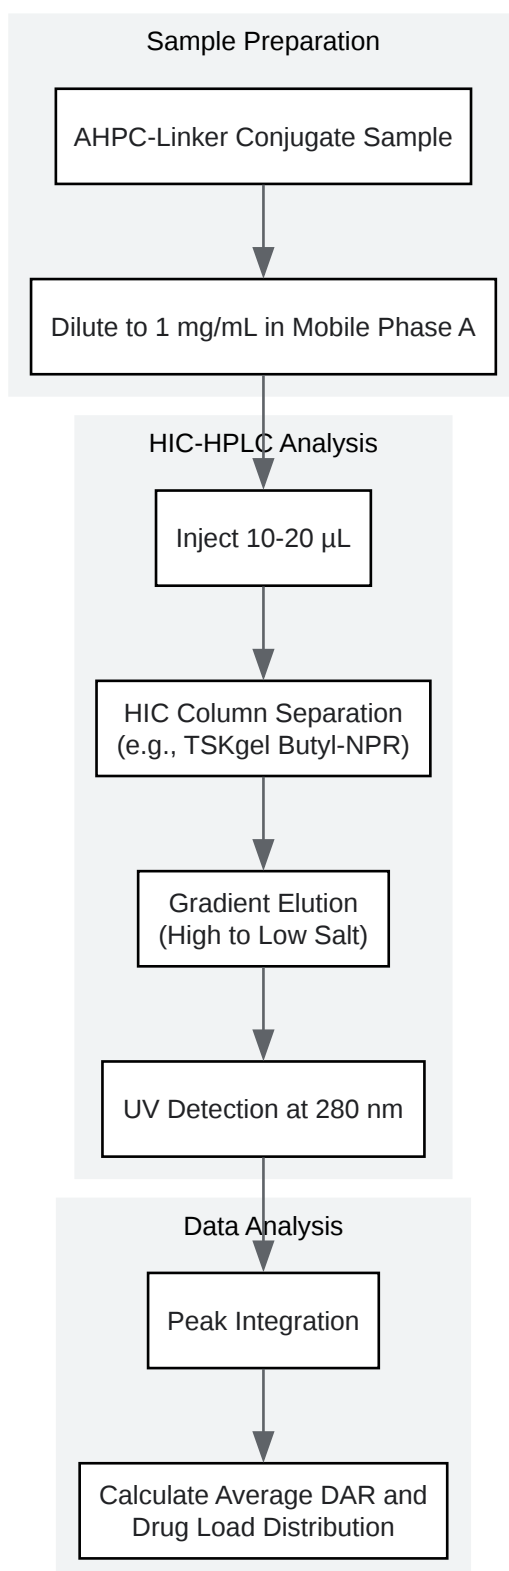 Sample Preparation
AHPC-Linker Conjugate Sample
Dilute to 1 mg/mL in Mobile Phase A
HIC-HPLC Analysis
Inject 10-20 µL
HIC Column Separation
(e.g., TSKgel Butyl-NPR)
Gradient Elution
(High to Low Salt)
UV Detection at 280 nm
Data Analysis
Peak Integration
Calculate Average DAR and
Drug Load Distribution